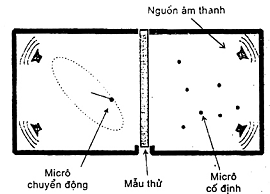 Nguồn âm thanh
Micrô
chuyển động
Mẫu thử
Micrô
cố định